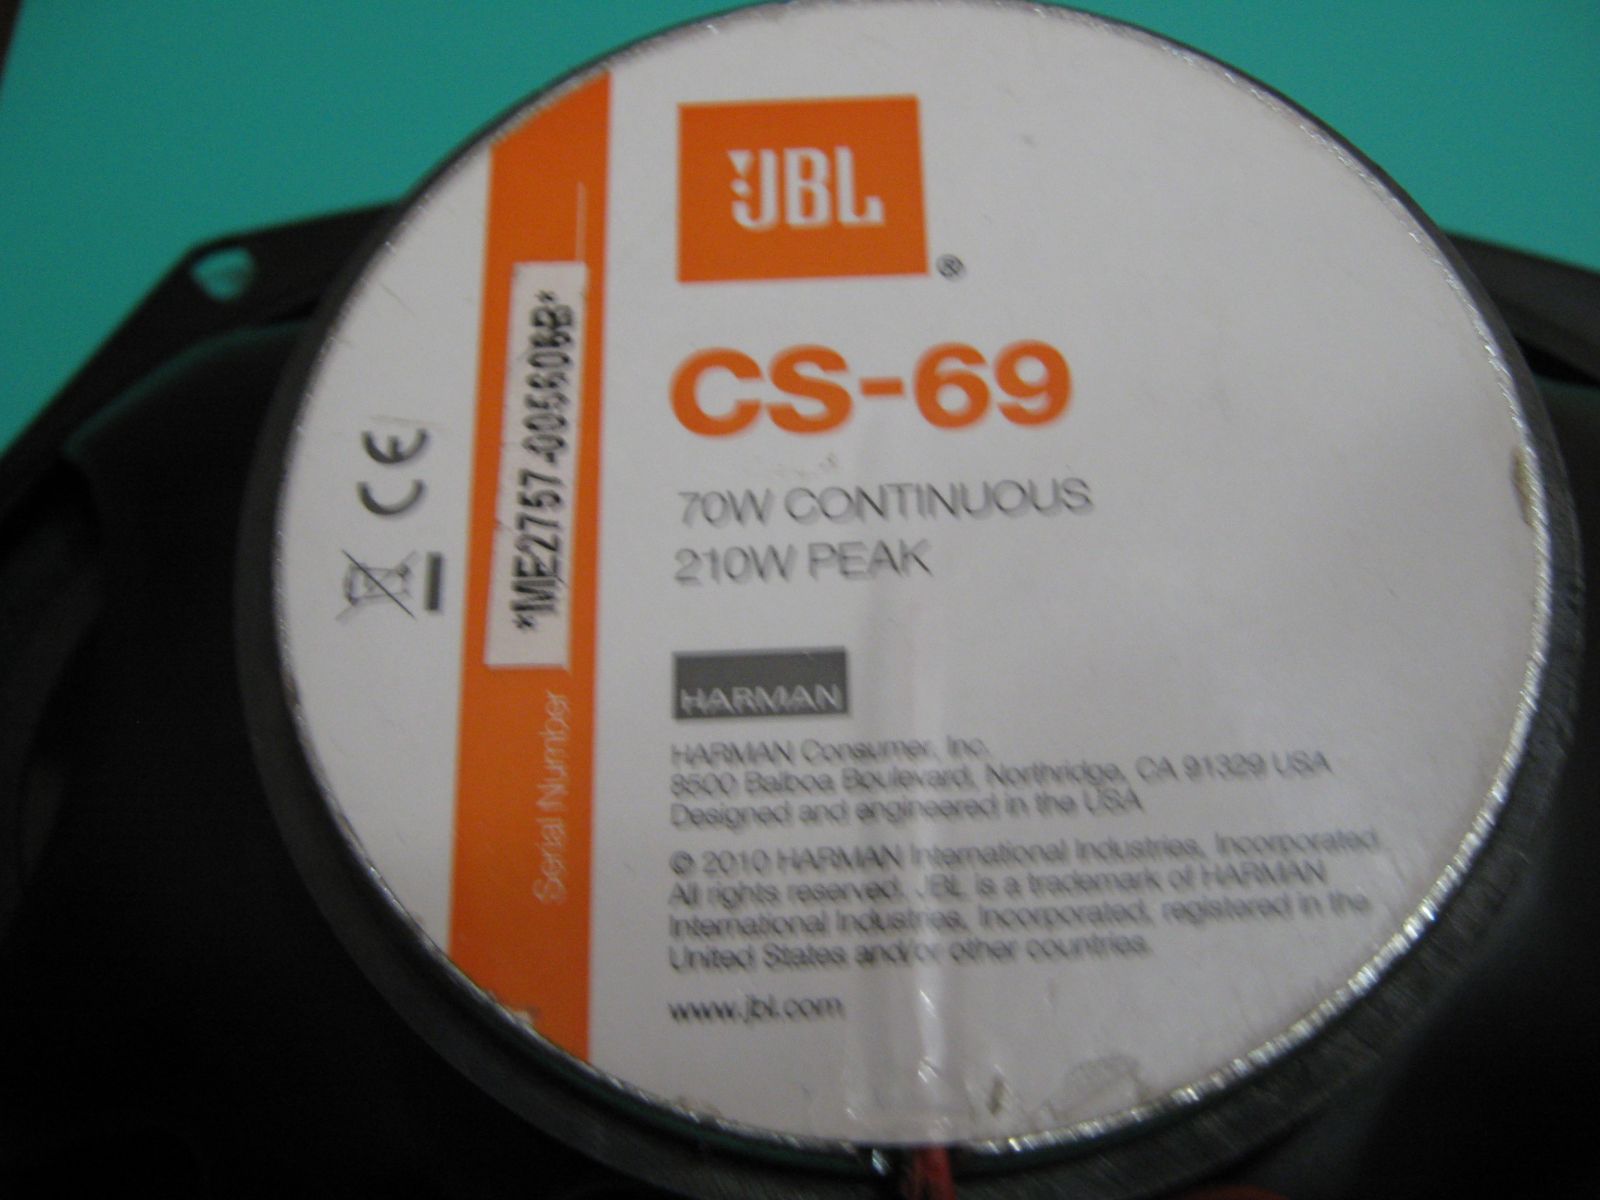 JBL
®
CS-69
70W CONTINUOUS
210W PEAK
HARMAN
HARMAN Consumer, Inc.
8500 Balboa Boulevard, Northridge, CA 91329 USA
Designed and engineered in the USA
© 2010 HARMAN International Industries, Incorporated.
All rights reserved. JBL is a trademark of HARMAN
International Industries, Incorporated, registered in the
United States and/or other countries.
www.jbl.com
Serial Number
CE